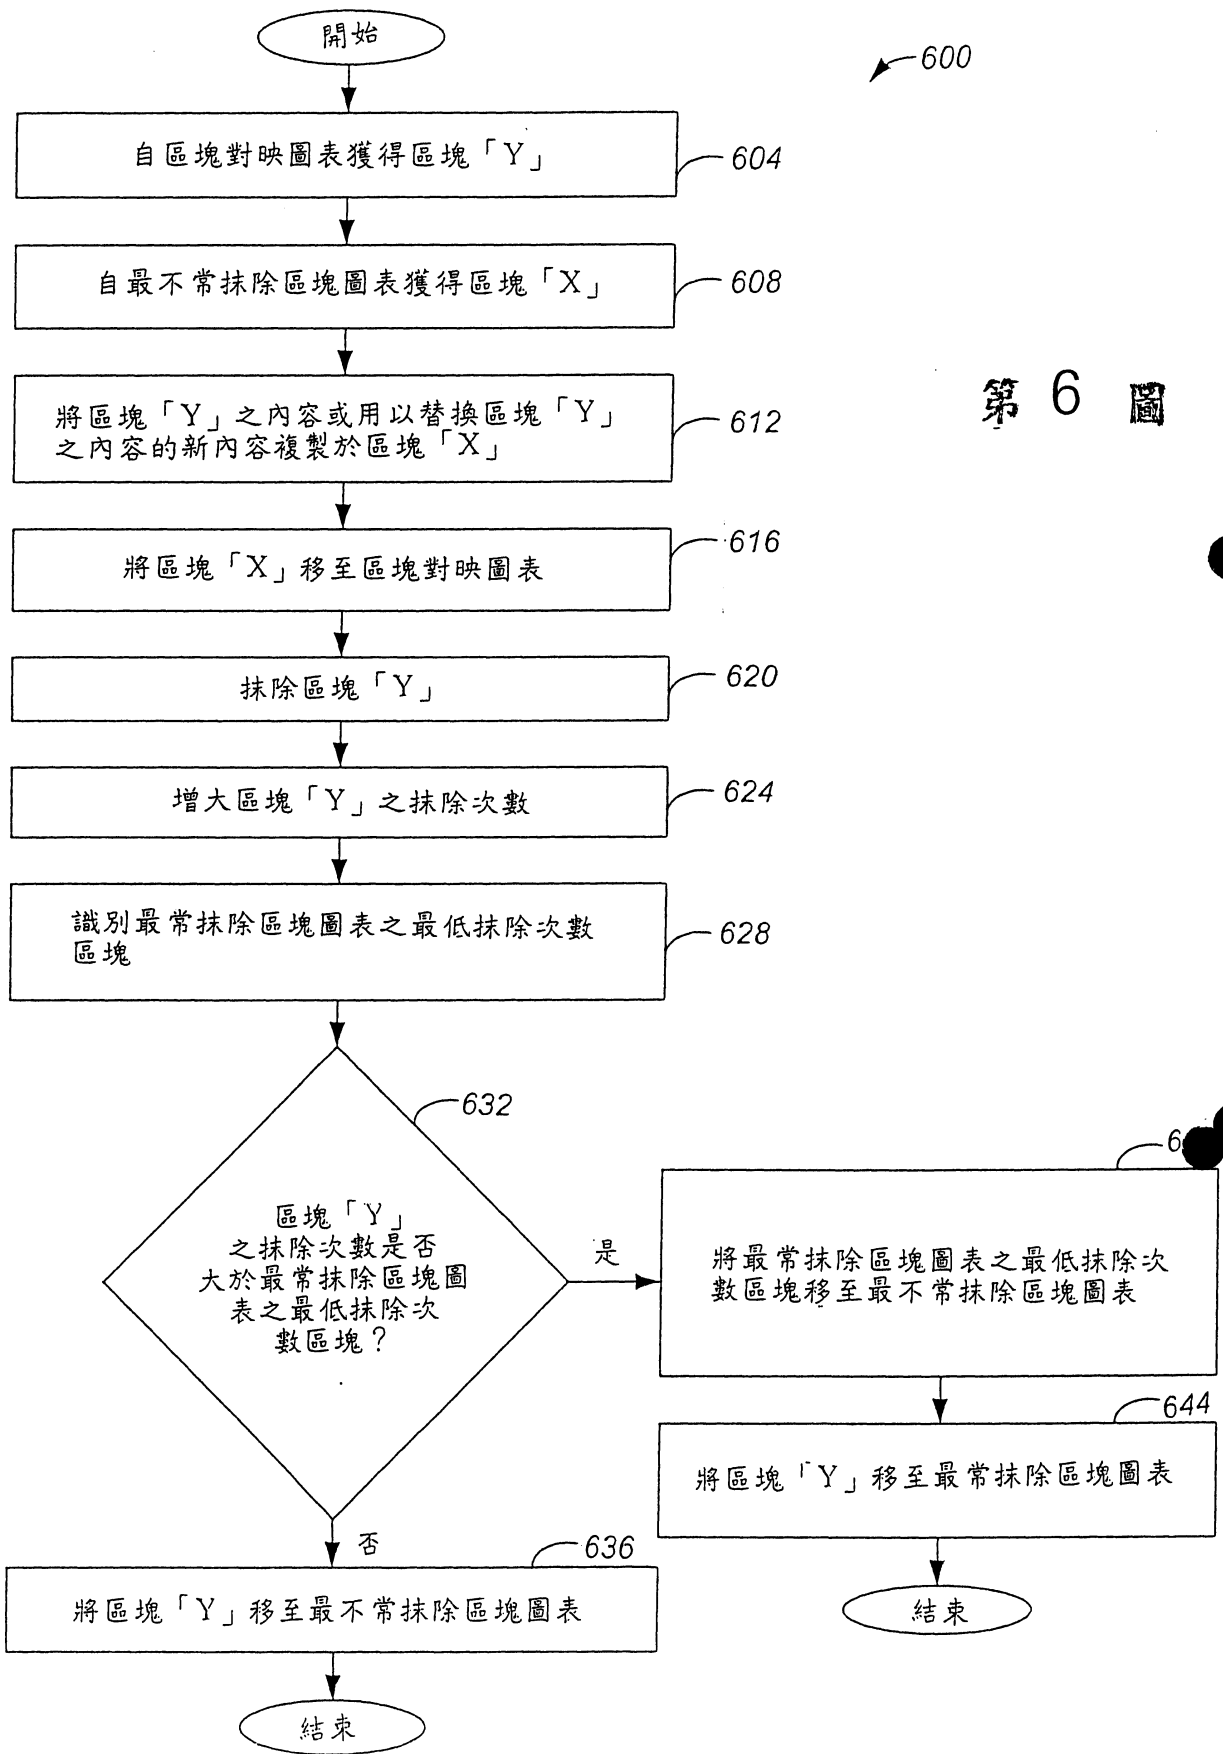 開始
600
自區塊對映圖表獲得區塊「Y」
604
自最不常抹除區塊圖表獲得區塊「X」
608
第 6 圖
將區塊「Y」之內容或用以替換區塊「Y」
之內容的新內容複製於區塊「X」
612
將區塊「X」移至區塊對映圖表
616
抹除區塊「Y」
620
增大區塊「Y」之抹除次數
624
識別最常抹除區塊圖表之最低抹除次數
區塊
628
632
區塊「Y」
之抹除次數是否
大於最常抹除區塊圖
表之最低抹除次
數區塊?
是
將最常抹除區塊圖表之最低抹除次
數區塊移至最不常抹除區塊圖表
644
將區塊「Y」移至最常抹除區塊圖表
結束
否
636
將區塊「Y」移至最不常抹除區塊圖表
結束